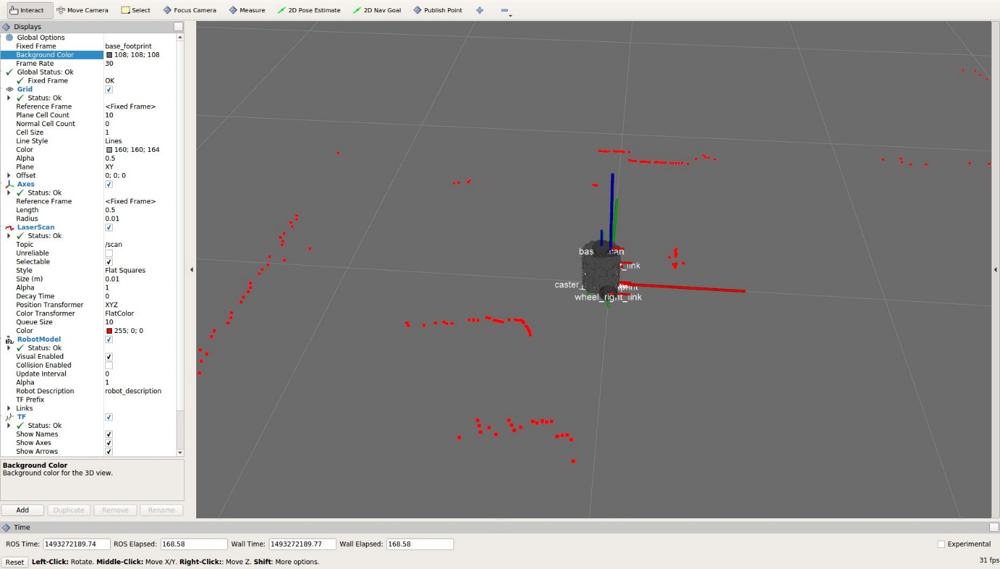 Interact Move Camera Select Focus Camera Measure 2D Pose Estimate 2D Nav Goal Publish Point
Displays
Global Options
Fixed Frame base_footprint
Background Color 108; 108; 108
Frame Rate 30
Global Status: Ok
Fixed Frame OK
Grid
Status: Ok
Reference Frame <Fixed Frame>
Plane Cell Count 10
Normal Cell Count 0
Cell Size 1
Line Style Lines
Color 160; 160; 164
Alpha 0.5
Plane XY
Offset 0; 0; 0
Axes
Status: Ok
Reference Frame <Fixed Frame>
Length 0.5
Radius 0.01
LaserScan
Status: Ok
Topic /scan
Unreliable
Selectable
Style Flat Squares
Size (m) 0.01
Alpha 1
Decay Time 0
Position Transformer XYZ
Color Transformer FlatColor
Queue Size 10
Color 255; 0; 0
RobotModel
Status: Ok
Visual Enabled
Collision Enabled
Update Interval 0
Alpha 1
Robot Description robot_description
TF Prefix
Links
TF
Status: Ok
Show Names
Show Axes
Show Arrows
Background Color
Background color for the 3D view.
Add Duplicate Remove Rename
wheel_right_link
Time
ROS Time: 1493272189.74 ROS Elapsed: 168.58 Wall Time: 1493272189.77 Wall Elapsed: 168.58 Experimental
Reset Left-Click: Rotate. Middle-Click: Move X/Y. Right-Click:: Move Z. Shift: More options. 31 fps